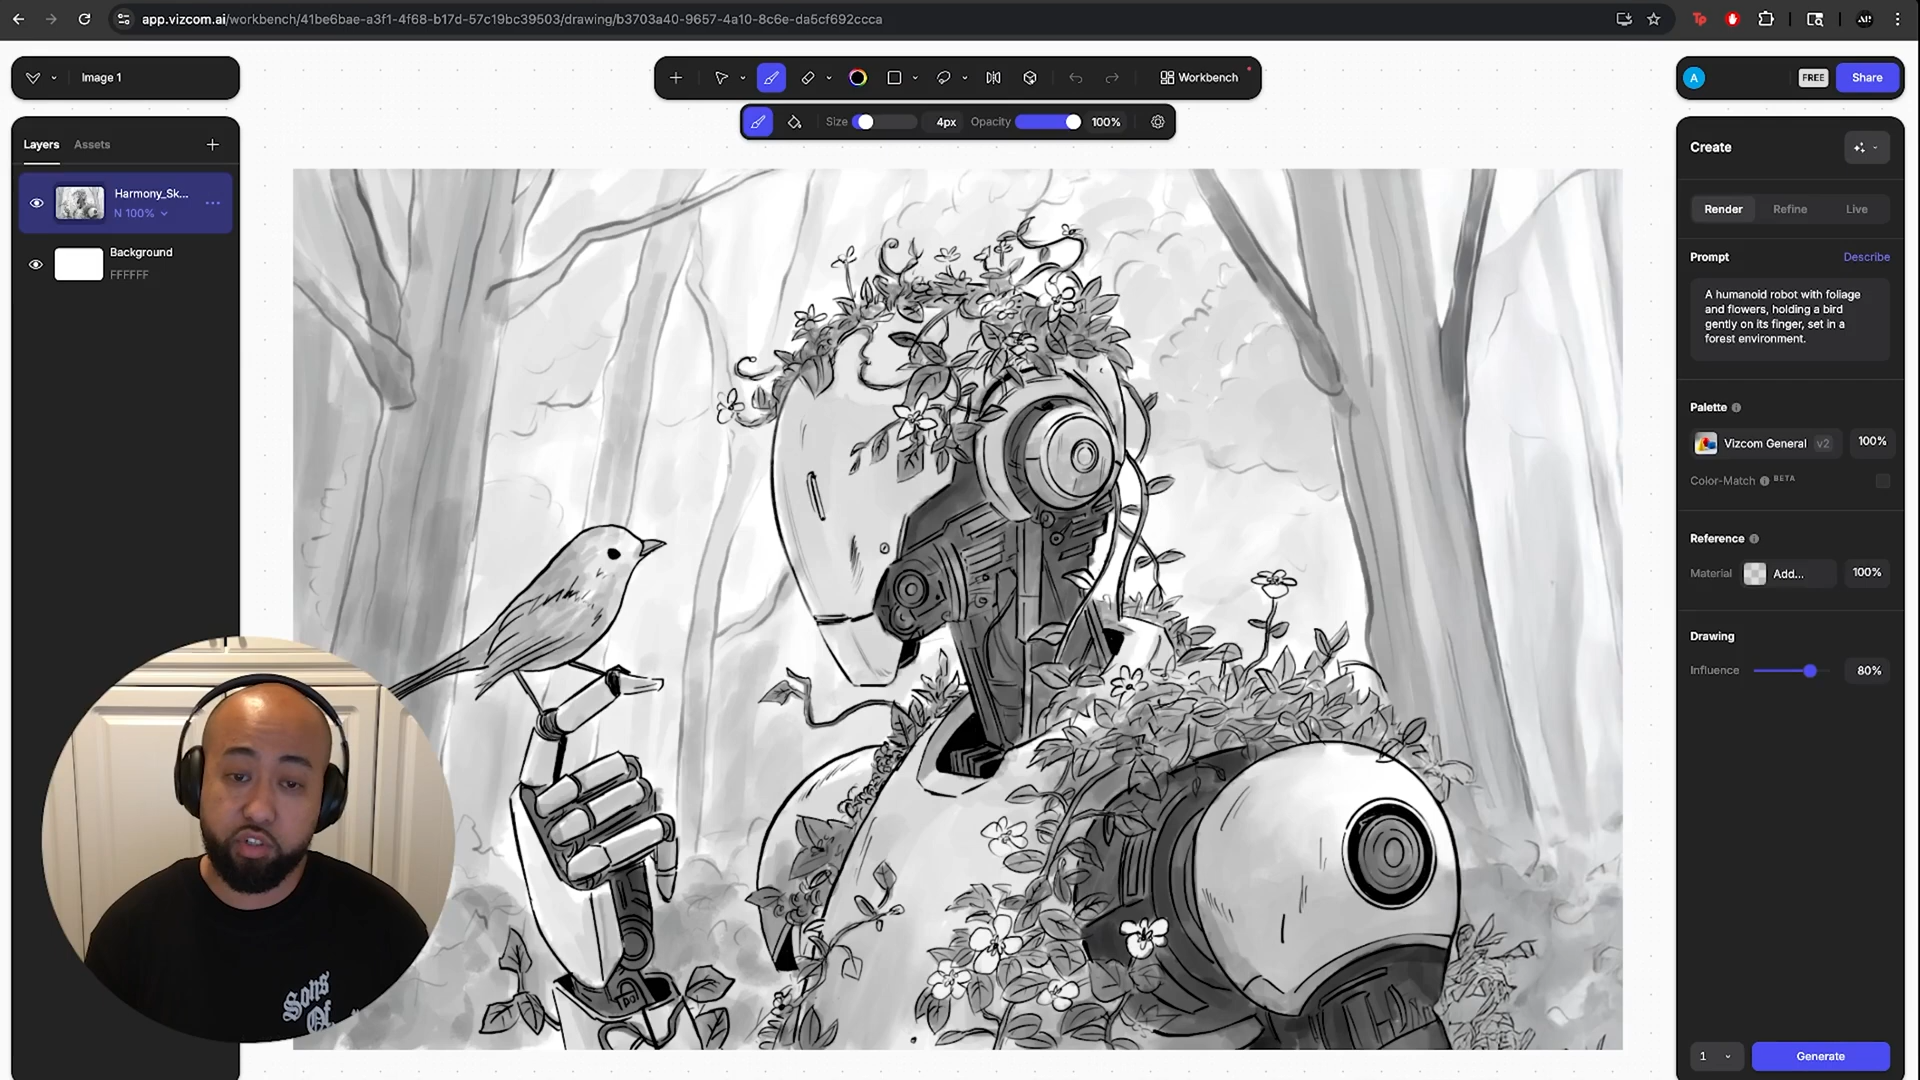 app.vizcom.ai/workbench/41be6bae-a3f1-4f68-b17d-57c19bc39503/drawing/b3703a40-9657-4a10-8c6e-da5cf692ccca
Image 1
Workbench
A
FREE
Share
Size
4px
Opacity
100%
Layers
Assets
Harmony_Sk...
N 100%
Background
FFFFFF
Create
Render
Refine
Live
Prompt
Describe
A humanoid robot with foliage
and flowers, holding a bird
gently on its finger, set in a
forest environment.
Palette
Vizcom General
v2
100%
Color-Match
BETA
Reference
Material
Add...
100%
Drawing
Influence
80%
1
Generate
Sons
Of